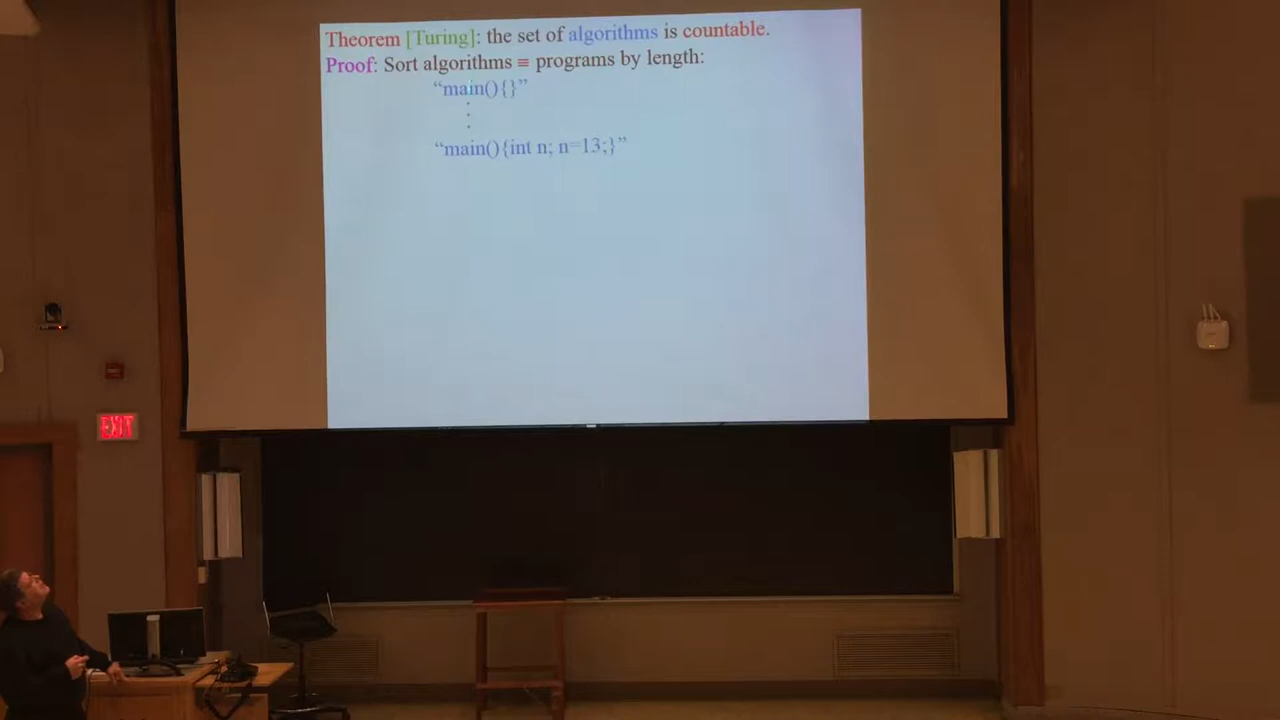 Theorem [Turing]: the set of algorithms is countable.
Proof: Sort algorithms ≡ programs by length:
“main(){}”
⋮
“main(){int n; n=13;}”
EXIT